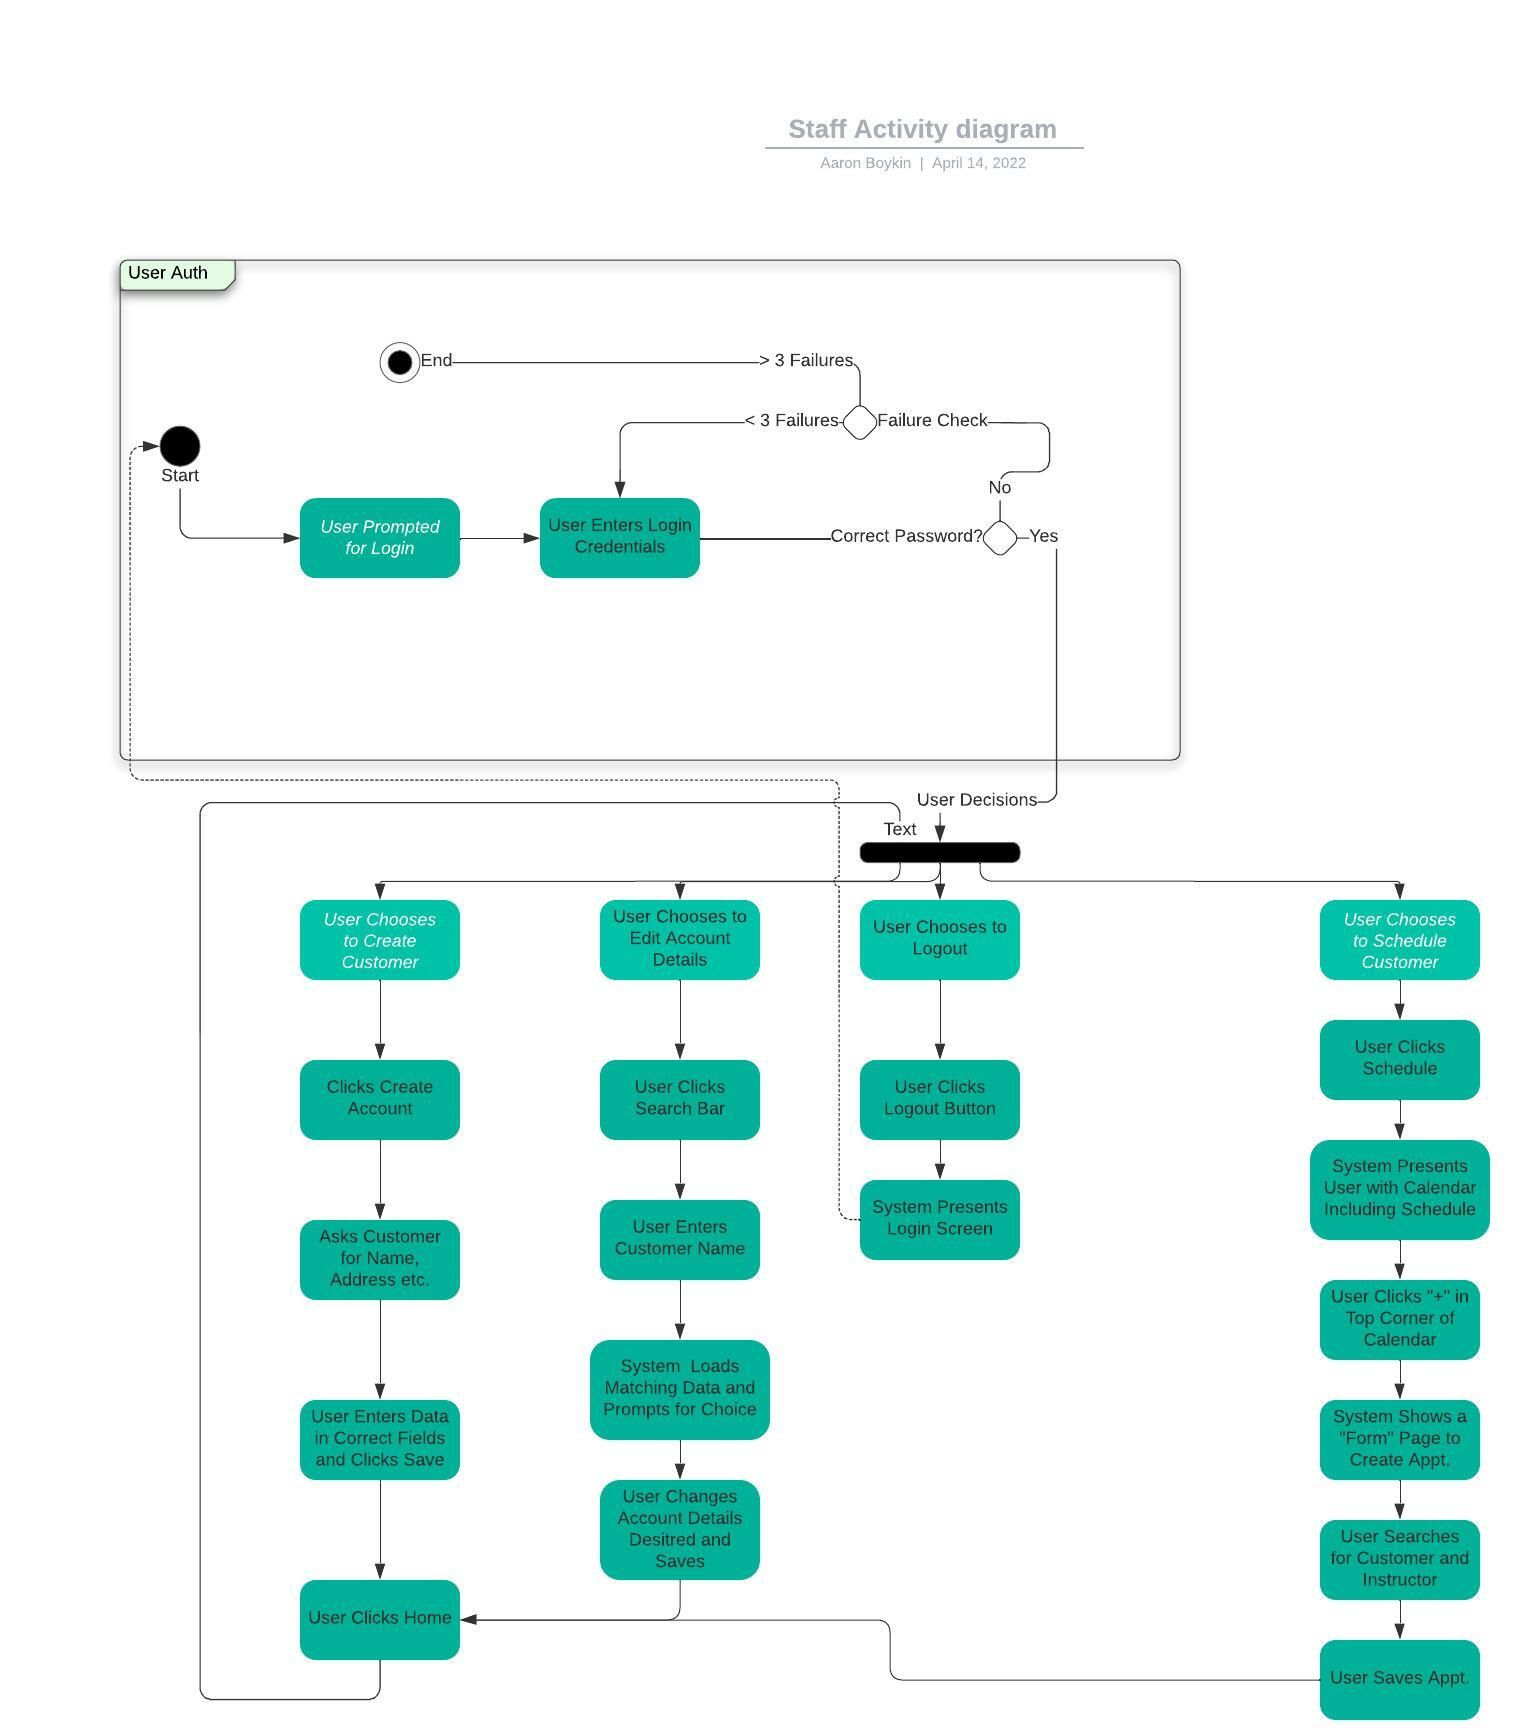 Staff Activity diagram
Aaron Boykin | April 14, 2022
User Auth
End
> 3 Failures
< 3 Failures
Failure Check
Start
No
User Prompted
for Login
User Enters Login
Credentials
Correct Password?
Yes
User Decisions
Text
User Chooses
to Create
Customer
User Chooses to
Edit Account
Details
User Chooses to
Logout
User Chooses
to Schedule
Customer
Clicks Create
Account
User Clicks
Search Bar
User Clicks
Logout Button
User Clicks
Schedule
Asks Customer
for Name,
Address etc.
User Enters
Customer Name
System Presents
Login Screen
System Presents
User with Calendar
Including Schedule
User Clicks "+" in
Top Corner of
Calendar
User Enters Data
in Correct Fields
and Clicks Save
System  Loads
Matching Data and
Prompts for Choice
System Shows a
"Form" Page to
Create Appt.
User Changes
Account Details
Desitred and
Saves
User Searches
for Customer and
Instructor
User Clicks Home
User Saves Appt.